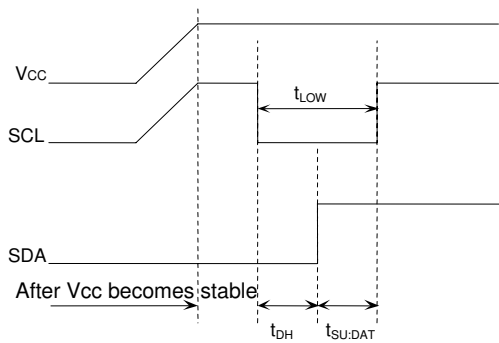 VCC
tLOW
SCL
SDA
After Vcc becomes stable
tDH
tSU:DAT